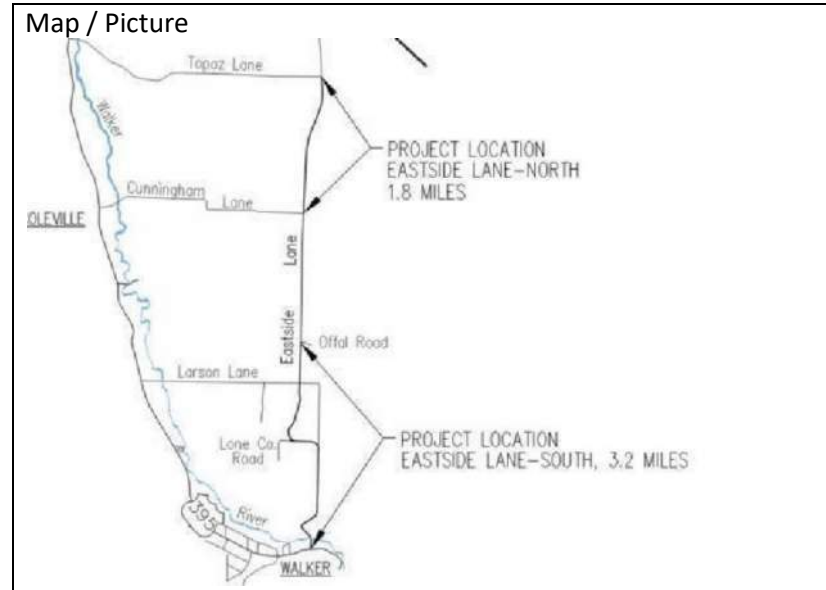 Map / Picture
Topaz Lane
Walker
PROJECT LOCATION
EASTSIDE LANE-NORTH
1.8 MILES
Cunningham
Lane
OLEVILLE
Lane
Eastside
Offal Road
Larson Lane
PROJECT LOCATION
EASTSIDE LANE-SOUTH, 3.2 MILES
Lone Co.
Road
395
River
WALKER